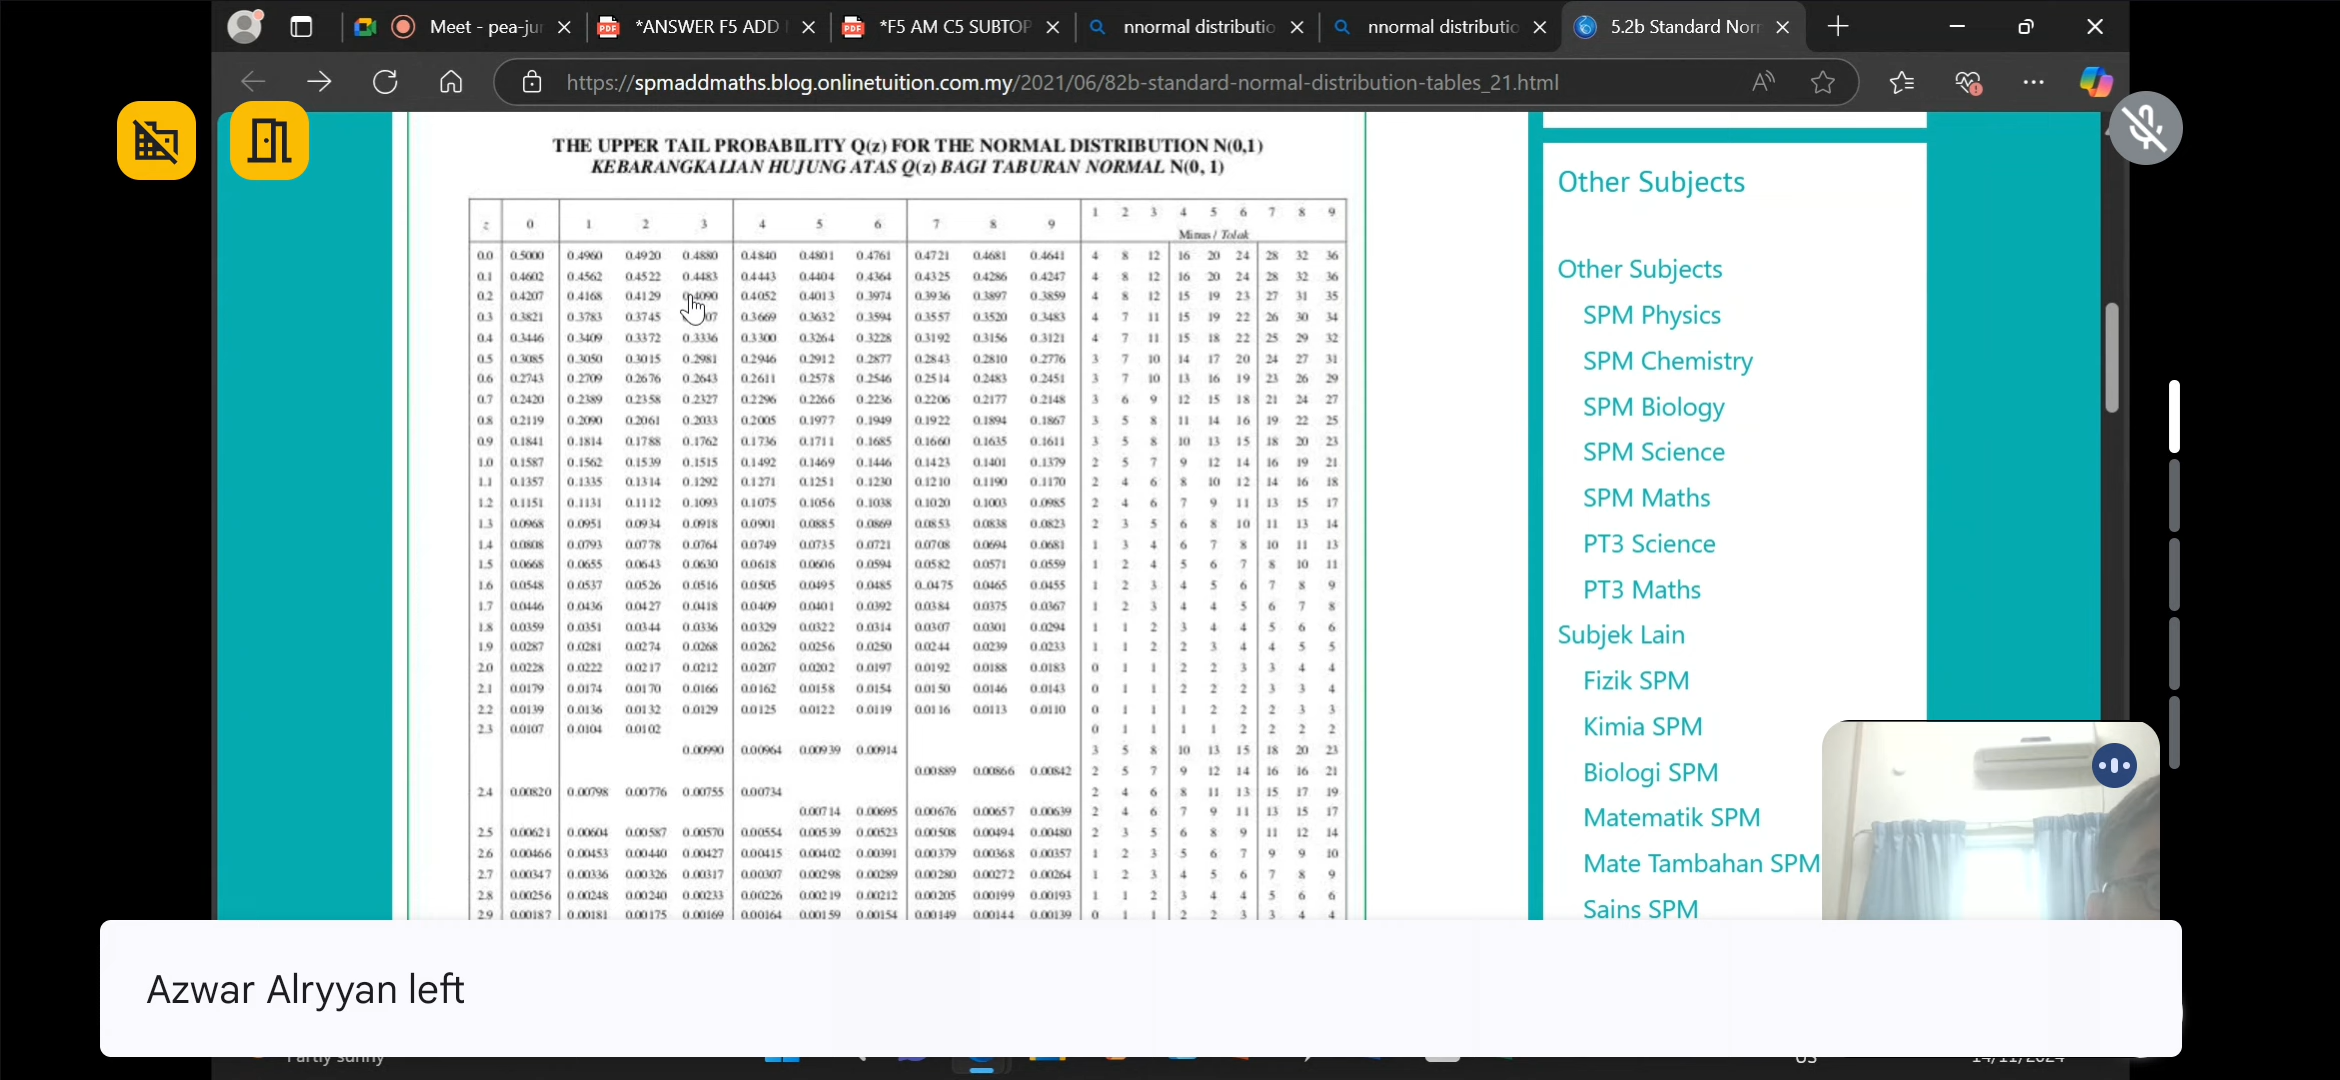 Meet - pea-ju
*ANSWER F5 ADD
*F5 AM C5 SUBTOP
nnormal distributio
nnormal distributio
5.2b Standard Nor
https://spmaddmaths.blog.onlinetuition.com.my/2021/06/82b-standard-normal-distribution-tables_21.html
THE UPPER TAIL PROBABILITY Q(z) FOR THE NORMAL DISTRIBUTION N(0,1)
KEBARANGKALIAN HUJUNG ATAS Q(z) BAGI TABURAN NORMAL N(0, 1)
z 0 1 2 3 4 5 6 7 8 9 1 2 3 4 5 6 7 8 9
Minus / Tolak
0.0 0.5000 0.4960 0.4920 0.4880 0.4840 0.4801 0.4761 0.4721 0.4681 0.4641 4 8 12 16 20 24 28 32 36
0.1 0.4602 0.4562 0.4522 0.4483 0.4443 0.4404 0.4364 0.4325 0.4286 0.4247 4 8 12 16 20 24 28 32 36
0.2 0.4207 0.4168 0.4129 0.4090 0.4052 0.4013 0.3974 0.3936 0.3897 0.3859 4 8 12 15 19 23 27 31 35
0.3 0.3821 0.3783 0.3745 07 0.3669 0.3632 0.3594 0.3557 0.3520 0.3483 4 7 11 15 19 22 26 30 34
0.4 0.3446 0.3409 0.3372 0.3336 0.3300 0.3264 0.3228 0.3192 0.3156 0.3121 4 7 11 15 18 22 25 29 32
0.5 0.3085 0.3050 0.3015 0.2981 0.2946 0.2912 0.2877 0.2843 0.2810 0.2776 3 7 10 14 17 20 24 27 31
0.6 0.2743 0.2709 0.2676 0.2643 0.2611 0.2578 0.2546 0.2514 0.2483 0.2451 3 7 10 13 16 19 23 26 29
0.7 0.2420 0.2389 0.2358 0.2327 0.2296 0.2266 0.2236 0.2206 0.2177 0.2148 3 6 9 12 15 18 21 24 27
0.8 0.2119 0.2090 0.2061 0.2033 0.2005 0.1977 0.1949 0.1922 0.1894 0.1867 3 5 8 11 14 16 19 22 25
0.9 0.1841 0.1814 0.1788 0.1762 0.1736 0.1711 0.1685 0.1660 0.1635 0.1611 3 5 8 10 13 15 18 20 23
1.0 0.1587 0.1562 0.1539 0.1515 0.1492 0.1469 0.1446 0.1423 0.1401 0.1379 2 5 7 9 12 14 16 19 21
1.1 0.1357 0.1335 0.1314 0.1292 0.1271 0.1251 0.1230 0.1210 0.1190 0.1170 2 4 6 8 10 12 14 16 18
1.2 0.1151 0.1131 0.1112 0.1093 0.1075 0.1056 0.1038 0.1020 0.1003 0.0985 2 4 6 7 9 11 13 15 17
1.3 0.0968 0.0951 0.0934 0.0918 0.0901 0.0885 0.0869 0.0853 0.0838 0.0823 2 3 5 6 8 10 11 13 14
1.4 0.0808 0.0793 0.0778 0.0764 0.0749 0.0735 0.0721 0.0708 0.0694 0.0681 1 3 4 6 7 8 10 11 13
1.5 0.0668 0.0655 0.0643 0.0630 0.0618 0.0606 0.0594 0.0582 0.0571 0.0559 1 2 4 5 6 7 8 10 11
1.6 0.0548 0.0537 0.0526 0.0516 0.0505 0.0495 0.0485 0..0475 0.0465 0.0455 1 2 3 4 5 6 7 8 9
1.7 0.0446 0.0436 0.0427 0.0418 0.0409 0.0401 0.0392 0.0384 0.0375 0.0367 1 2 3 4 4 5 6 7 8
1.8 0.0359 0.0351 0.0344 0.0336 0.0329 0.0322 0.0314 0.0307 0.0301 0.0294 1 1 2 3 4 4 5 6 6
1.9 0.0287 0.0281 0.0274 0.0268 0.0262 0.0256 0.0250 0.0244 0.0239 0.0233 1 1 2 2 3 4 4 5 5
2.0 0.0228 0.0222 0.0217 0.0212 0.0207 0.0202 0.0197 0.0192 0.0188 0.0183 0 1 1 2 2 3 3 4 4
2.1 0.0179 0.0174 0.0170 0.0166 0.0162 0.0158 0.0154 0.0150 0.0146 0.0143 0 1 1 2 2 2 3 3 4
2.2 0.0139 0.0136 0.0132 0.0129 0.0125 0.0122 0.0119 0.0116 0.0113 0.0110 0 1 1 1 2 2 2 3 3
2.3 0.0107 0.0104 0.0102 0 1 1 1 1 2 2 2 2
0.00990 0.00964 0.00939 0.00914 3 5 8 10 13 15 18 20 23
0.00889 0.00866 0.00842 2 5 7 9 12 14 16 16 21
2.4 0.00820 0.00798 0.00776 0.00755 0.00734 2 4 6 8 11 13 15 17 19
0.00714 0.00695 0.00676 0.00657 0.00639 2 4 6 7 9 11 13 15 17
2.5 0.00621 0.00604 0.00587 0.00570 0.00554 0.00539 0.00523 0.00508 0.00494 0.00480 2 3 5 6 8 9 11 12 14
2.6 0.00466 0.00453 0.00440 0.00427 0.00415 0.00402 0.00391 0.00379 0.00368 0.00357 1 2 3 5 6 7 9 9 10
2.7 0.00347 0.00336 0.00326 0.00317 0.00307 0.00298 0.00289 0.00280 0.00272 0.00264 1 2 3 4 5 6 7 8 9
2.8 0.00256 0.00248 0.00240 0.00233 0.00226 0.00219 0.00212 0.00205 0.00199 0.00193 1 1 2 3 4 4 5 6 6
2.9 0.00187 0.00181 0.00175 0.00169 0.00164 0.00159 0.00154 0.00149 0.00144 0.00139 0 1 1 2 2 3 3 4 4
Other Subjects
Other Subjects
SPM Physics
SPM Chemistry
SPM Biology
SPM Science
SPM Maths
PT3 Science
PT3 Maths
Subjek Lain
Fizik SPM
Kimia SPM
Biologi SPM
Matematik SPM
Mate Tambahan SPM
Sains SPM
Azwar Alryyan left
Partly sunny
US
14/11/2024